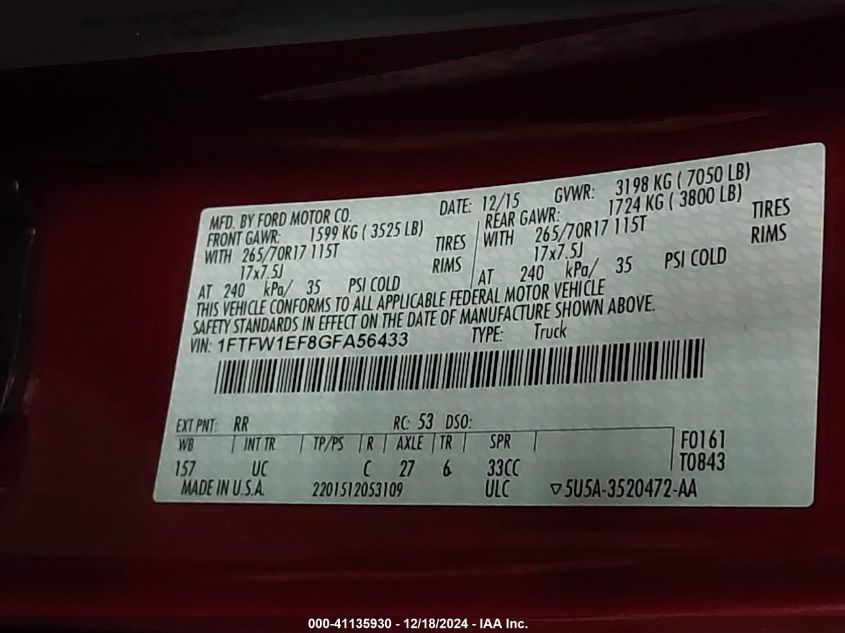 MFD. BY FORD MOTOR CO. DATE: 12/15 GVWR: 3198 KG ( 7050 LB)
FRONT GAWR: 1599 KG ( 3525 LB) REAR GAWR: 1724 KG ( 3800 LB)
WITH 265/70R17 115T TIRES WITH 265/70R17 115T TIRES
17x7.5J RIMS 17x7.5J RIMS
AT 240 kPa/ 35 PSI COLD AT 240 kPa/ 35 PSI COLD
THIS VEHICLE CONFORMS TO ALL APPLICABLE FEDERAL MOTOR VEHICLE
SAFETY STANDARDS IN EFFECT ON THE DATE OF MANUFACTURE SHOWN ABOVE.
VIN: 1FTFW1EF8GFA56433 TYPE: Truck
EXT PNT: RR RC: 53 DSO:
WB INT TR TP/PS R AXLE TR SPR F0161
157 UC C 27 6 33CC T0843
MADE IN U.S.A. 2201512053109 ULC ▽5U5A-3520472-AA
000-41135930 - 12/18/2024 - IAA Inc.